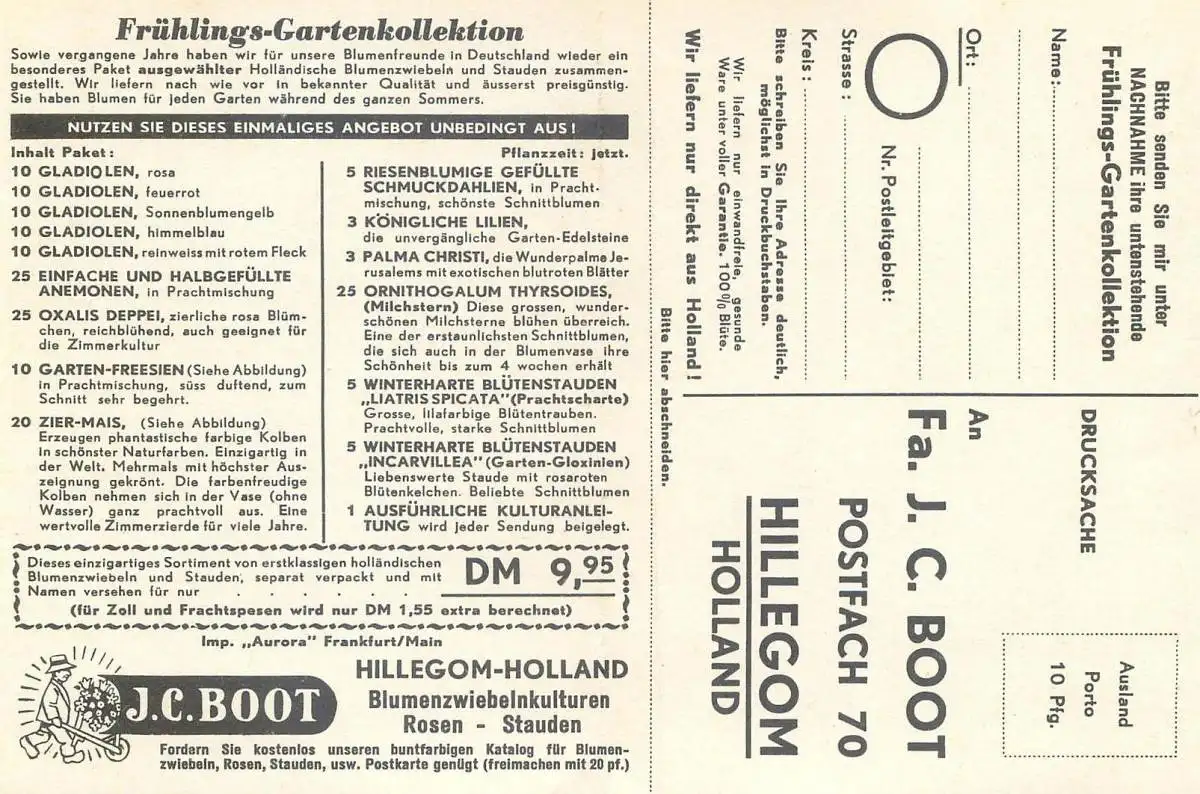 Frühlings-Gartenkollektion
Sowie vergangene Jahre haben wir für unsere Blumenfreunde in Deutschland wieder ein
besonderes Paket ausgewählter Holländische Blumenzwiebeln und Stauden zusammen-
gestellt. Wir liefern nach wie vor in bekannter Qualität und äusserst preisgünstig.
Sie haben Blumen für jeden Garten während des ganzen Sommers.
NUTZEN SIE DIESES EINMALIGES ANGEBOT UNBEDINGT AUS!
Inhalt Paket:
10 GLADIOLEN, rosa
10 GLADIOLEN, feuerrot
10 GLADIOLEN, Sonnenblumengelb
10 GLADIOLEN, himmelblau
10 GLADIOLEN, reinweiss mit rotem Fleck
25 EINFACHE UND HALBGEFÜLLTE
ANEMONEN, in Prachtmischung
25 OXALIS DEPPEI, zierliche rosa Blüm-
chen, reichblühend, auch geeignet für
die Zimmerkultur
10 GARTEN-FREESIEN (Siehe Abbildung)
in Prachtmischung, süss duftend, zum
Schnitt sehr begehrt.
20 ZIER-MAIS, (Siehe Abbildung)
Erzeugen phantastische farbige Kolben
in schönster Naturfarben. Einzigartig in
der Welt. Mehrmals mit höchster Aus-
zeignung gekrönt. Die farbenfreudige
Kolben nehmen sich in der Vase (ohne
Wasser) ganz prachtvoll aus. Eine
wertvolle Zimmerzierde für viele Jahre.
Pflanzzeit: jetzt.
5 RIESENBLUMIGE GEFÜLLTE
SCHMUCKDAHLIEN, in Pracht-
mischung, schönste Schnittblumen
3 KÖNIGLICHE LILIEN,
die unvergängliche Garten-Edelsteine
3 PALMA CHRISTI, die Wunderpalme Je-
rusalems mit exotischen blutroten Blätter
25 ORNITHOGALUM THYRSOIDES,
(Milchstern) Diese grossen, wunder-
schönen Milchsterne blühen überreich.
Eine der erstaunlichsten Schnittblumen,
die sich auch in der Blumenvase ihre
Schönheit bis zum 4 wochen erhält
5 WINTERHARTE BLÜTENSTAUDEN
„LIATRIS SPICATA" (Prachtscharte)
Grosse, lilafarbige Blütentrauben.
Prachtvolle, starke Schnittblumen
5 WINTERHARTE BLÜTENSTAUDEN
„INCARVILLEA" (Garten-Gloxinien)
Liebenswerte Staude mit rosaroten
Blütenkelchen. Beliebte Schnittblumen
1 AUSFÜHRLICHE KULTURANLEI-
TUNG wird jeder Sendung beigelegt.
Dieses einzigartiges Sortiment von erstklassigen holländischen
Blumenzwiebeln und Stauden, separat verpackt und mit
Namen versehen für nur . . . . . .
DM 9,95
(für Zoll und Frachtspesen wird nur DM 1,55 extra berechnet)
Imp. „Aurora" Frankfurt/Main
J.C. BOOT
HILLEGOM-HOLLAND
Blumenzwiebelnkulturen
Rosen - Stauden
Fordern Sie kostenlos unseren buntfarbigen Katalog für Blumen-
zwiebeln, Rosen, Stauden, usw. Postkarte genügt (freimachen mit 20 pf.)
Bitte hier abschneiden.
Bitte senden Sie mir unter
NACHNAHME ihre untenstehende
Frühlings-Gartenkollektion
Name:
Ort:
Nr. Postleitgebiet:
Strasse:
Kreis:
Bitte schreiben Sie Ihre Adresse deutlich,
möglichst in Druckbuchstaben.
Wir liefern nur einwandfreie, gesunde
Ware unter voller Garantie. 100% Blüte.
Wir liefern nur direkt aus Holland!
DRUCKSACHE
Ausland
Porto
10 Pfg.
An
Fa. J. C. BOOT
POSTFACH 70
HILLEGOM
HOLLAND